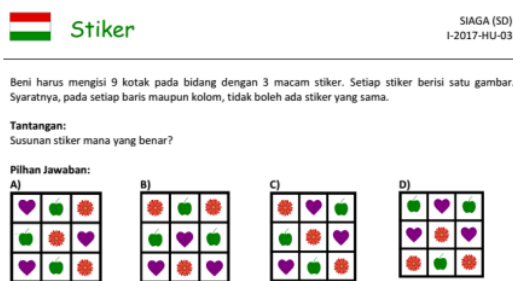 Stiker
SIAGA (SD)
I-2017-HU-03
Beni harus mengisi 9 kotak pada bidang dengan 3 macam stiker. Setiap stiker berisi satu gambar.
Syaratnya, pada setiap baris maupun kolom, tidak boleh ada stiker yang sama.
Tantangan:
Susunan stiker mana yang benar?
Pilhan Jawaban:
A) B) C) D)